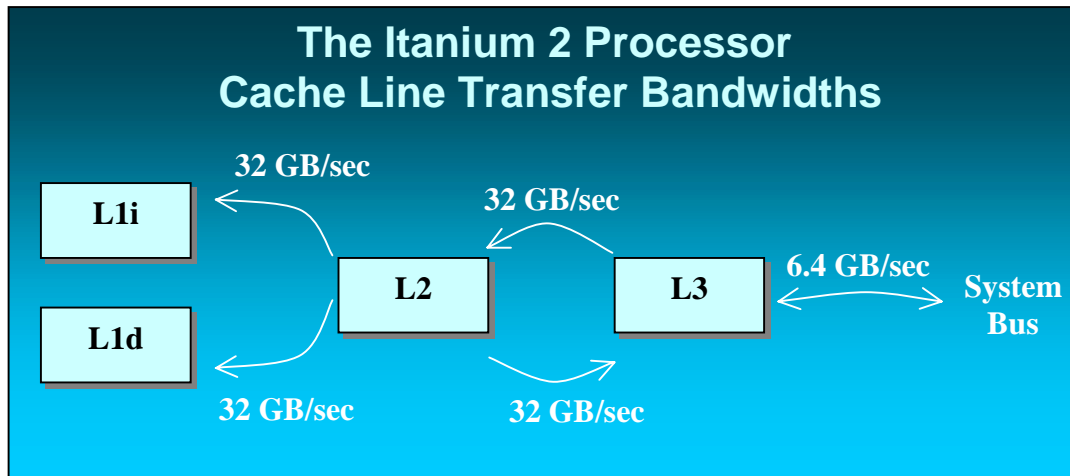 The Itanium 2 Processor
Cache Line Transfer Bandwidths
32 GB/sec
L1i
32 GB/sec
L2
L3
6.4 GB/sec
System
Bus
L1d
32 GB/sec
32 GB/sec